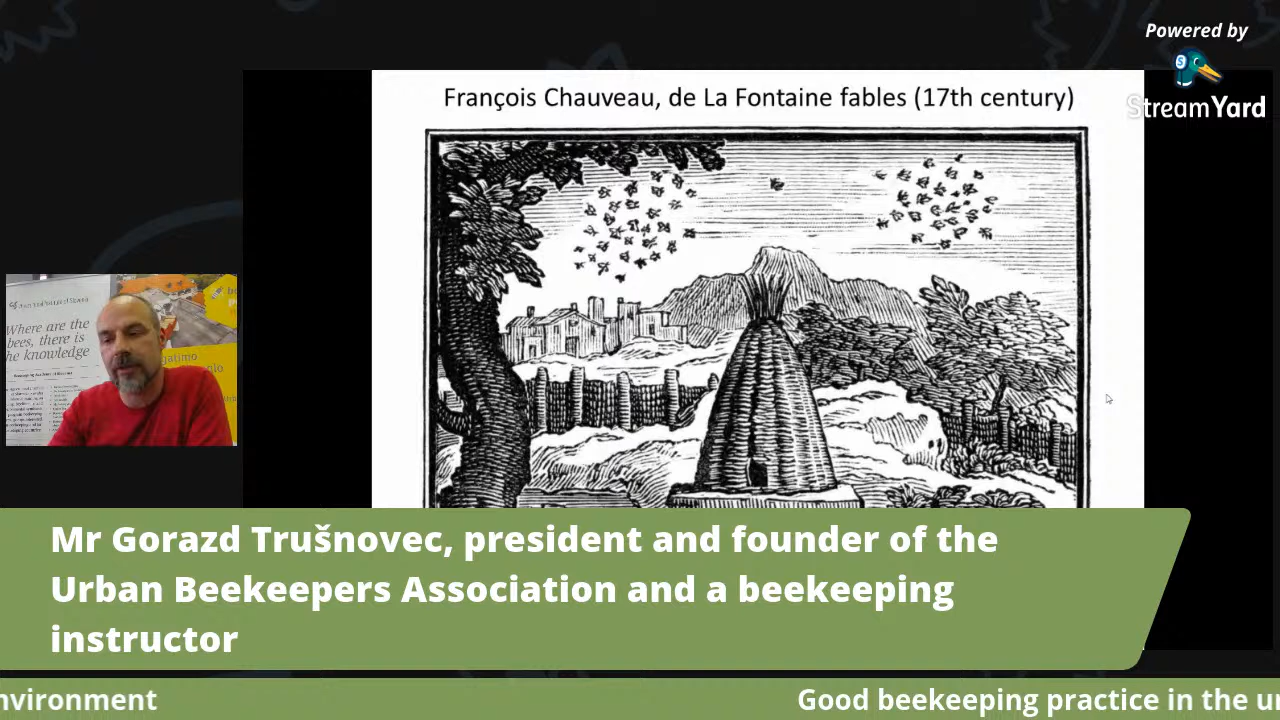 Powered by
StreamYard
François Chauveau, de La Fontaine fables (17th century)
Where are the
bees, there is
he knowledge
Mr Gorazd Trušnovec, president and founder of the
Urban Beekeepers Association and a beekeeping
instructor
nvironment
Good beekeeping practice in the u